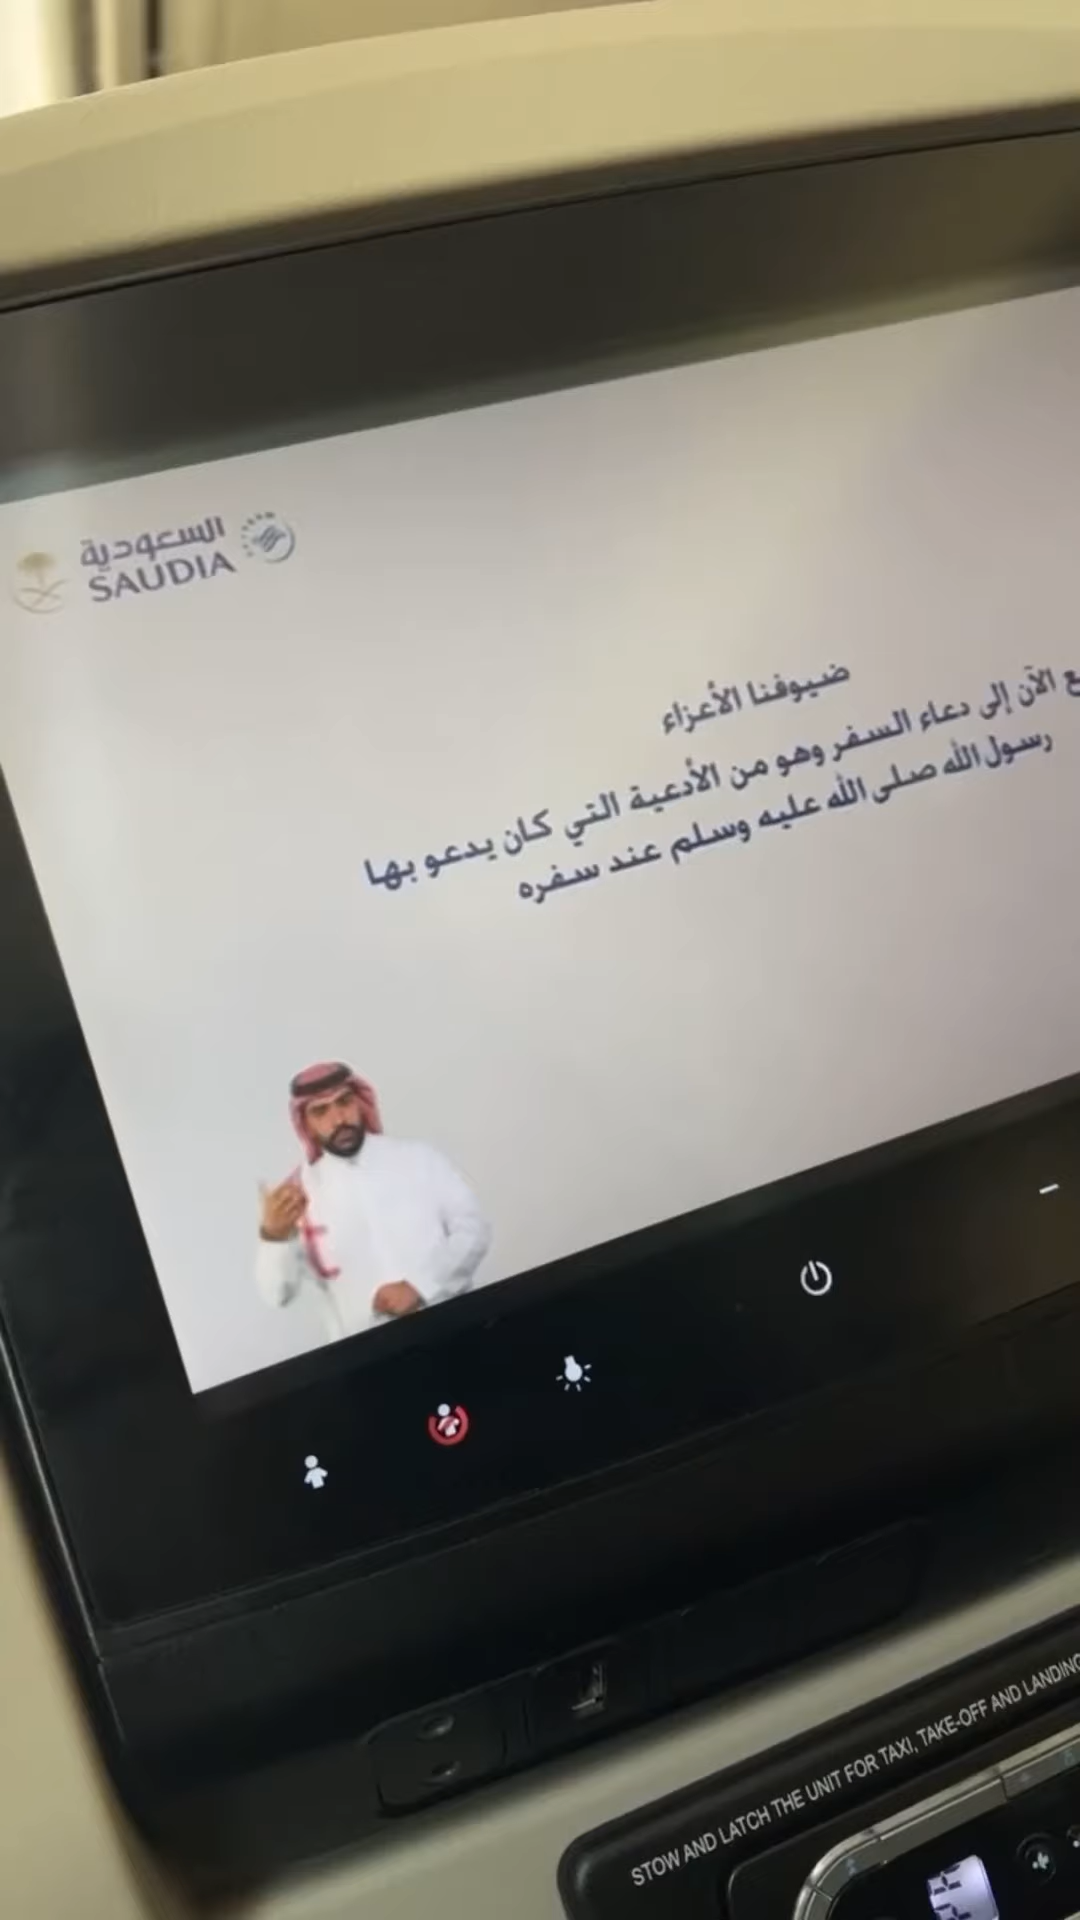 السعودية
SAUDIA
ضيوفنا الأعزاء
الآن إلى دعاء السفر وهو من الأدعية التي كان يدعو بها
رسول الله صلى الله عليه وسلم عند سفره
STOW AND LATCH THE UNIT FOR TAXI, TAKE-OFF AND LANDING